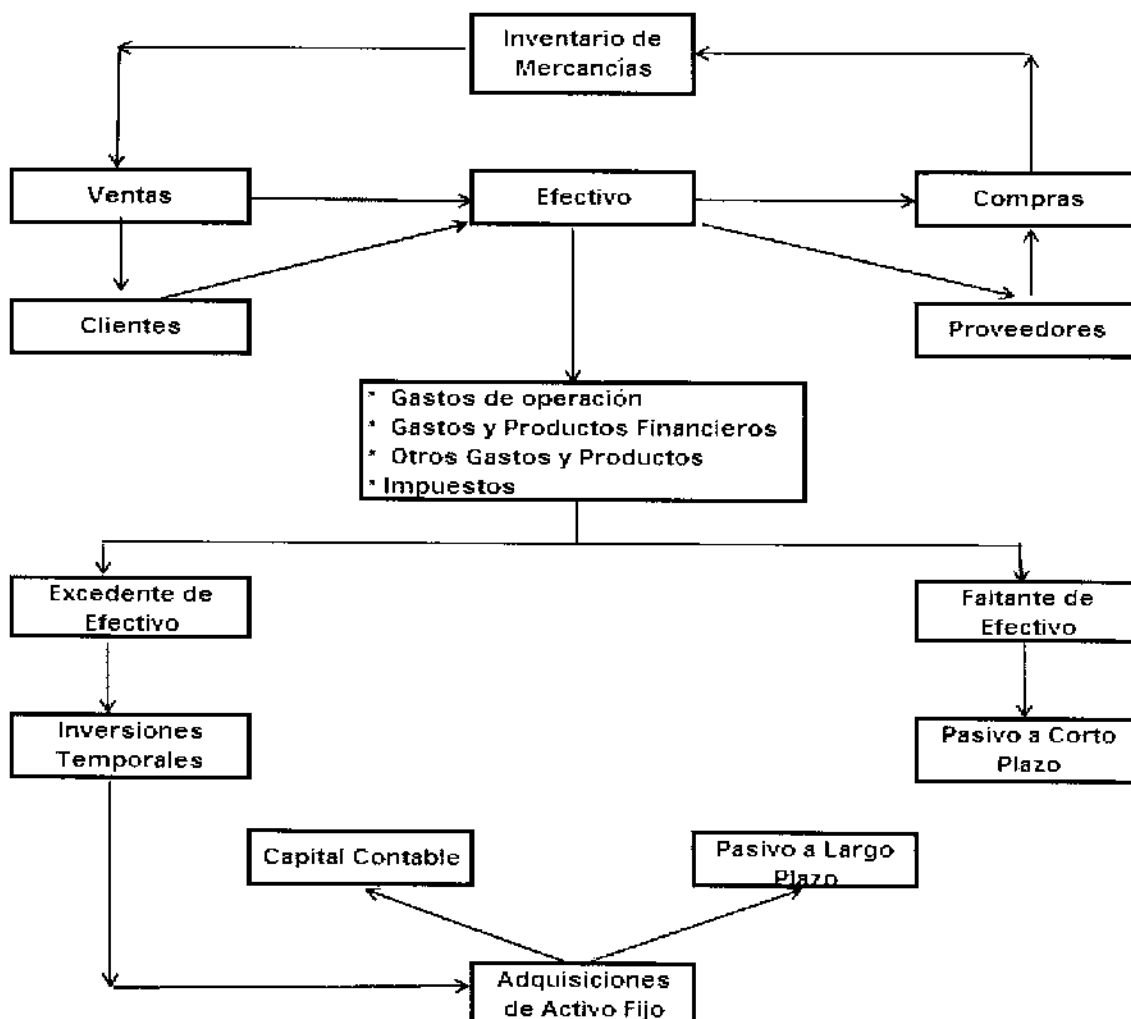 Inventario de
Mercancías
Ventas
Efectivo
Compras
Clientes
Proveedores
* Gastos de operación
* Gastos y Productos Financieros
* Otros Gastos y Productos
* Impuestos
Excedente de
Efectivo
Faltante de
Efectivo
Inversiones
Temporales
Pasivo a Corto
Plazo
Capital Contable
Pasivo a Largo
Plazo
Adquisiciones
de Activo Fijo